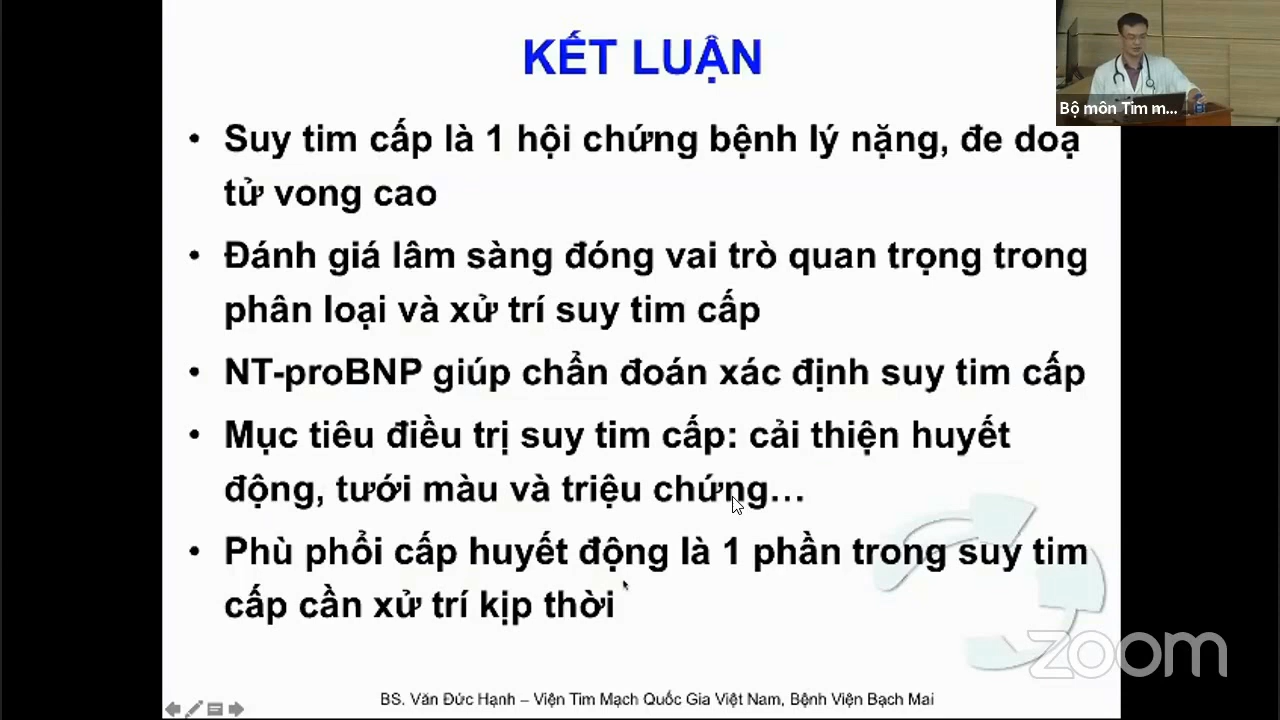 KẾT LUẬN
• Suy tim cấp là 1 hội chứng bệnh lý nặng, đe doạ
tử vong cao
• Đánh giá lâm sàng đóng vai trò quan trọng trong
phân loại và xử trí suy tim cấp
• NT-proBNP giúp chẩn đoán xác định suy tim cấp
• Mục tiêu điều trị suy tim cấp: cải thiện huyết
động, tưới màu và triệu chứng...
• Phù phổi cấp huyết động là 1 phần trong suy tim
cấp cần xử trí kịp thời
BS. Văn Đức Hạnh – Viện Tim Mạch Quốc Gia Việt Nam, Bệnh Viện Bạch Mai
Bộ môn Tim m...
zoom